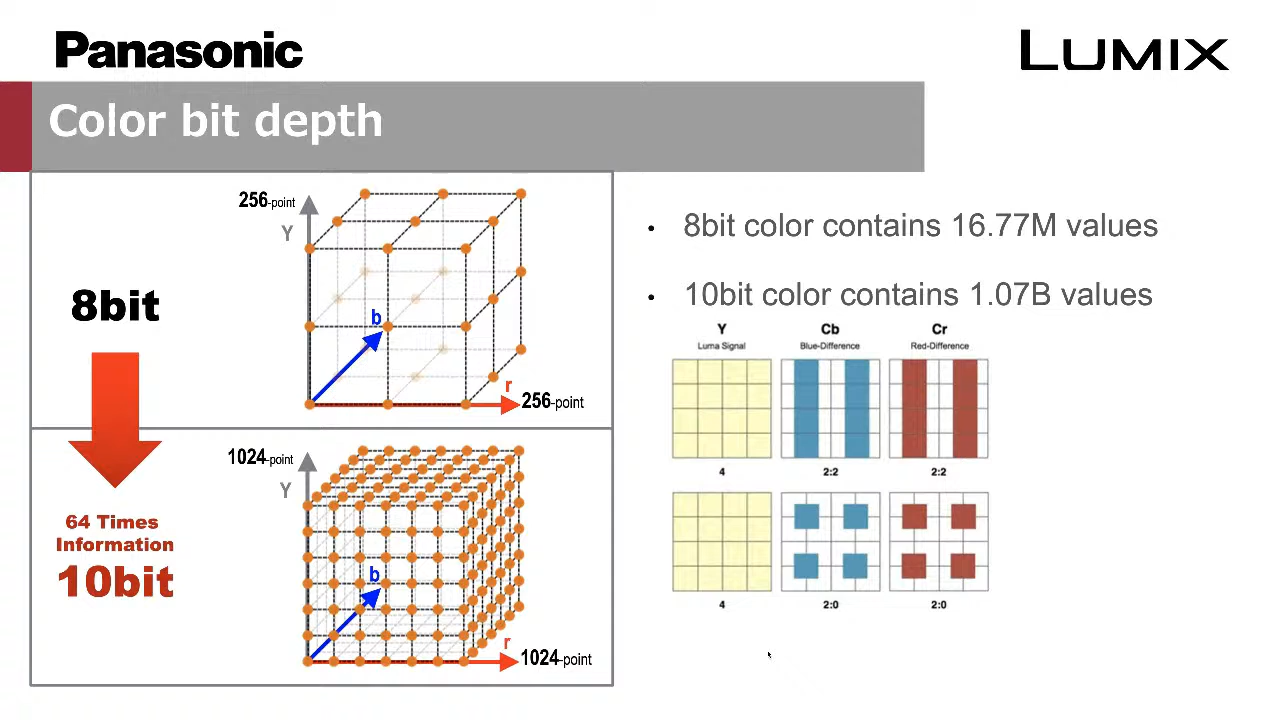 Panasonic
LUMIX
Color bit depth
256-point
Y
8bit
b
r
256-point
64 Times
Information
10bit
1024-point
Y
b
r
1024-point
• 8bit color contains 16.77M values
• 10bit color contains 1.07B values
Y Cb Cr
Luma Signal Blue-Difference Red-Difference
4 2:2 2:2
4 2:0 2:0